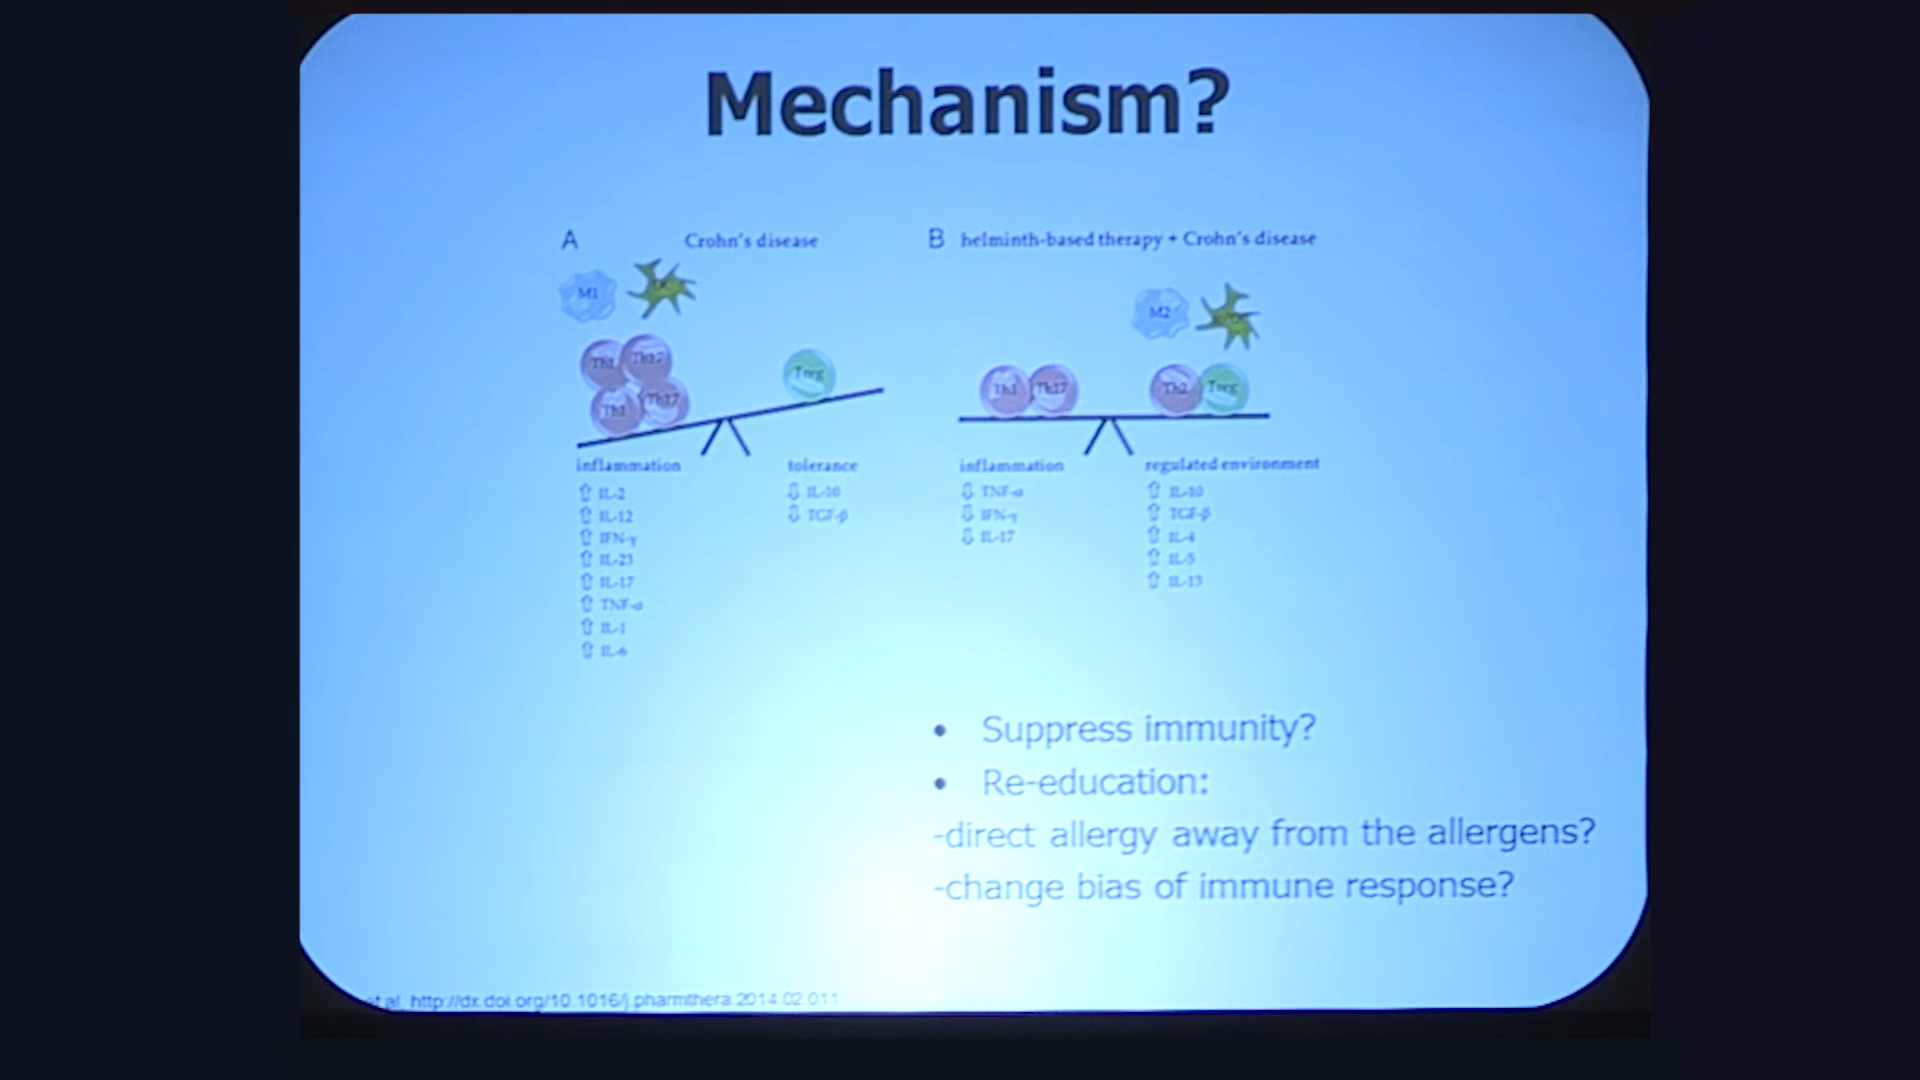 Mechanism?
A Crohn's disease
M1
Th1 Th17
Th1 Th17
Treg
inflammation
⇧ IL-2
⇧ IL-12
⇧ IFN-γ
⇧ IL-23
⇧ IL-17
⇧ TNF-α
⇧ IL-1
⇧ IL-6
tolerance
⇩ IL-10
⇩ TGF-β
B helminth-based therapy + Crohn's disease
M2
Th1 Th17
Th2 Treg
inflammation
⇩ TNF-α
⇩ IFN-γ
⇩ IL-17
regulated environment
⇧ IL-10
⇧ TGF-β
⇧ IL-4
⇧ IL-5
⇧ IL-13
• Suppress immunity?
• Re-education:
-direct allergy away from the allergens?
-change bias of immune response?
et al. http://dx.doi.org/10.1016/j.pharmthera.2014.02.011